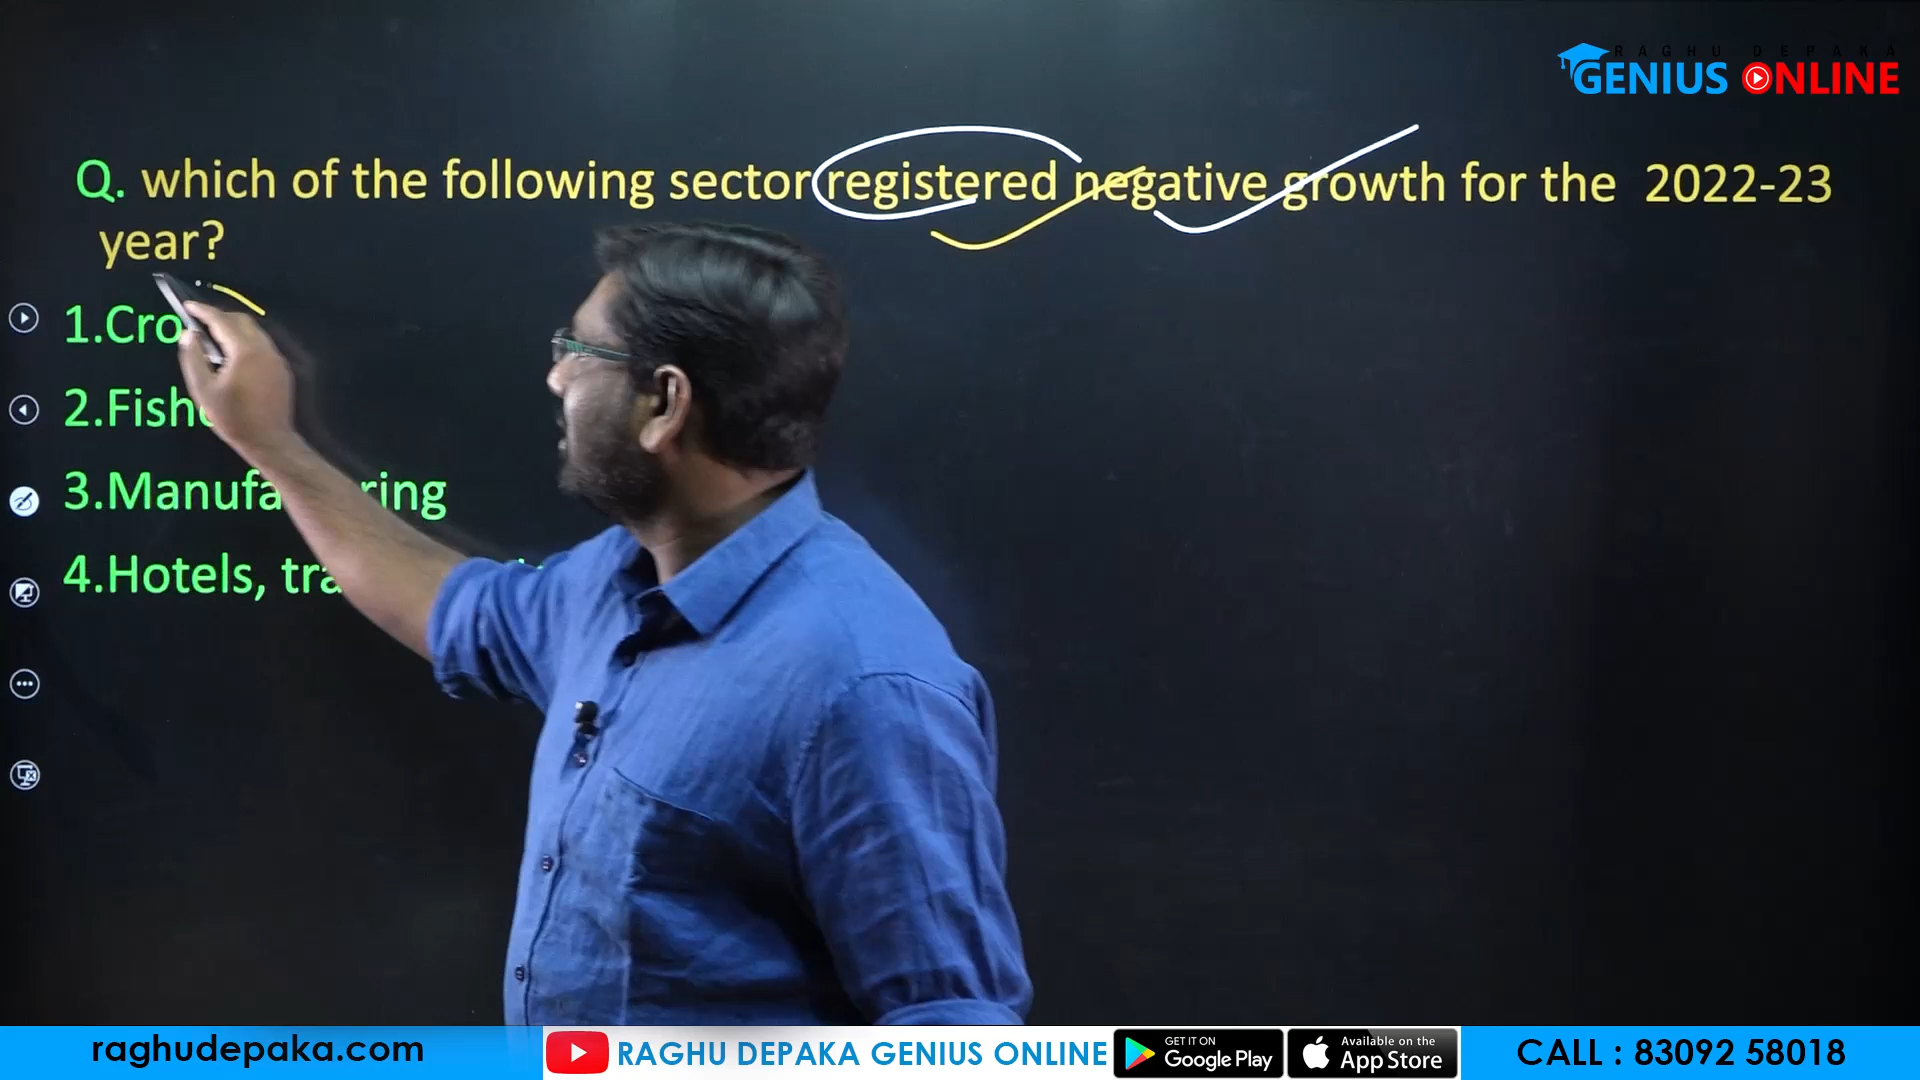 RAGHU DEPAKA
GENIUS ONLINE
Q. which of the following sector registered negative growth for the 2022-23
year?
1.Cro
2.Fish
3.Manufa ring
4.Hotels, tra
raghudepaka.com
RAGHU DEPAKA GENIUS ONLINE
GET IT ON
Google Play
Available on the
App Store
CALL : 83092 58018